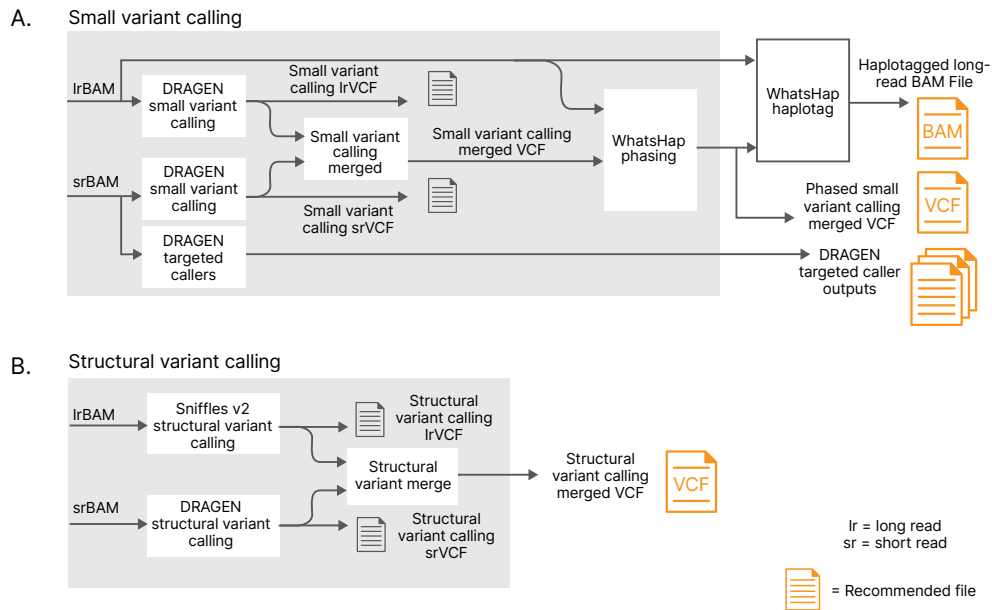 A.
Small variant calling
lrBAM
DRAGEN
small variant
calling
Small variant
calling lrVCF
Small variant
calling
merged
Small variant calling
merged VCF
WhatsHap
phasing
WhatsHap
haplotag
Haplotagged long-
read BAM File
BAM
srBAM
DRAGEN
small variant
calling
Small variant
calling srVCF
Phased small
variant calling
merged VCF
VCF
DRAGEN
targeted
callers
DRAGEN
targeted caller
outputs
B.
Structural variant calling
lrBAM
Sniffles v2
structural variant
calling
Structural
variant calling
lrVCF
Structural
variant merge
Structural
variant calling
merged VCF
VCF
srBAM
DRAGEN
structural variant
calling
Structural
variant calling
srVCF
lr = long read
sr = short read
= Recommended file